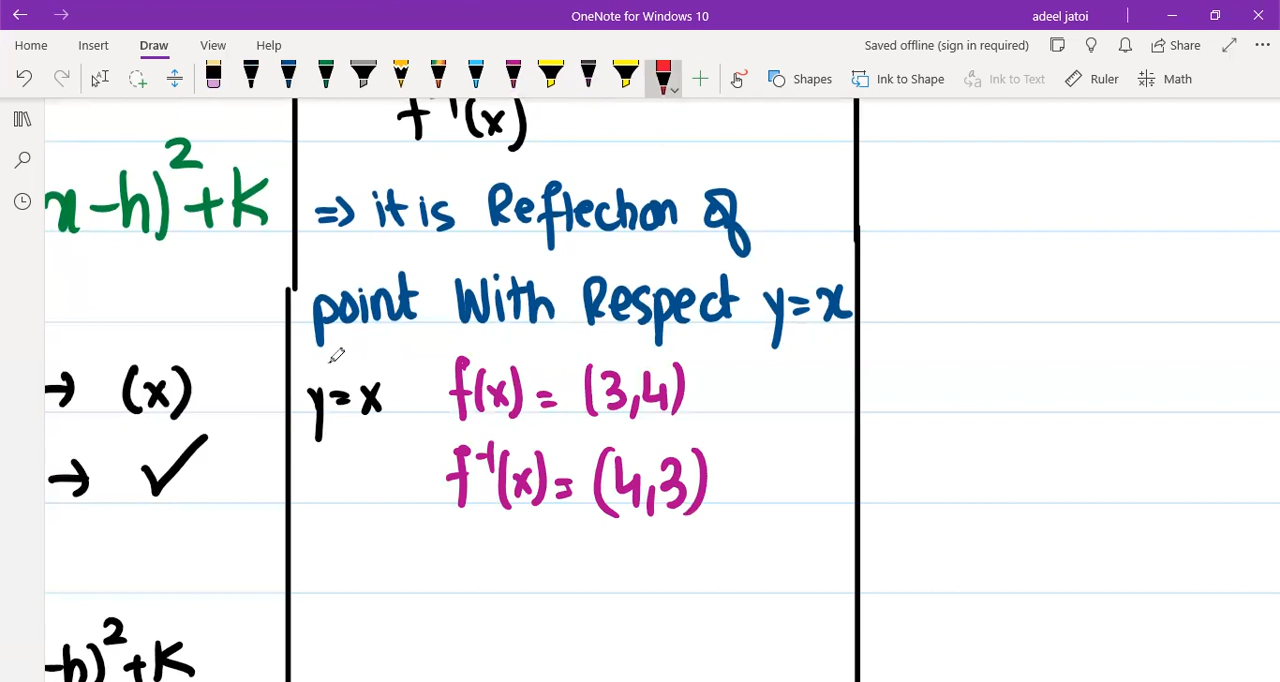 OneNote for Windows 10
adeel jatoi
Home Insert Draw View Help
Saved offline (sign in required)
Share
Shapes
Ink to Shape
Ink to Text
Ruler
Math
f⁻¹(x)
x-h)²+K
=> it is Reflection of
point With Respect y=x
→ (x)
y=x
f(x) = (3,4)
→ ✓
f⁻¹(x) = (4,3)
-h)²+K